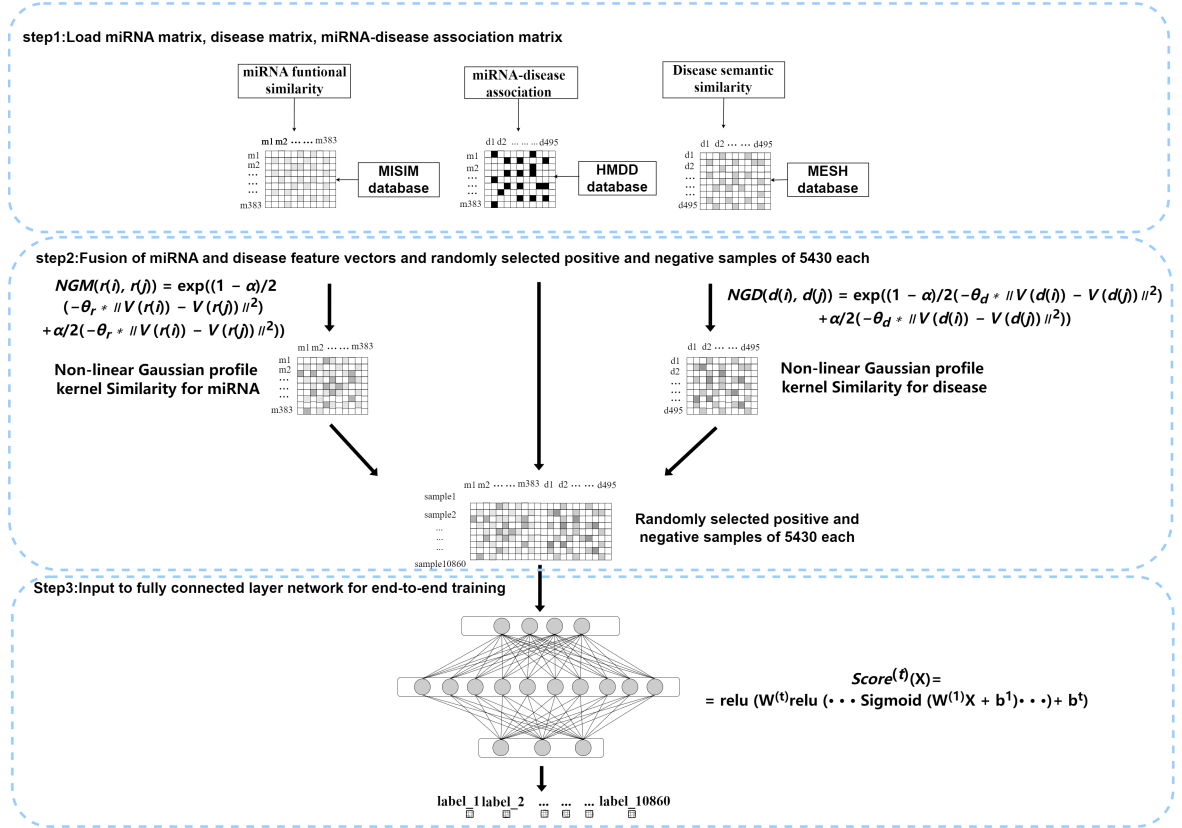 step1:Load miRNA matrix, disease matrix, miRNA-disease association matrix
miRNA funtional
similarity
miRNA-disease
association
Disease semantic
similarity
m1 m2 ... ... m383
m1
m2
...
...
...
m383
MISIM
database
d1 d2 ... ... ... d495
m1
m2
...
...
...
m383
HMDD
database
d1 d2 ... ... d495
d1
d2
...
...
...
d495
MESH
database
step2:Fusion of miRNA and disease feature vectors and randomly selected positive and negative samples of 5430 each
NGM(r(i), r(j)) = exp((1 − α)/2
(−θr * //V (r(i)) − V (r(j)) //²)
+α/2(−θr * //V (r(i)) − V (r(j)) //²))
NGD(d(i), d(j)) = exp((1 − α)/2(−θd * //V (d(i)) − V (d(j)) //²)
+α/2(−θd * //V (d(i)) − V (d(j)) //²))
Non-linear Gaussian profile
kernel Similarity for miRNA
m1 m2 ... ... m383
m1
m2
...
...
...
m383
d1 d2 ... ... d495
d1
d2
...
...
...
d495
Non-linear Gaussian profile
kernel Similarity for disease
m1 m2 ... ... m383 d1 d2 ... ... d495
sample1
sample2
...
...
...
sample10860
Randomly selected positive and
negative samples of 5430 each
Step3:Input to fully connected layer network for end-to-end training
Score⁽ᵗ⁾(X)=
= relu (W⁽ᵗ⁾relu (• • • Sigmoid (W⁽¹⁾X + b¹)• • •)+ bᵗ)
label_1 label_2 ... ... ... label_10860